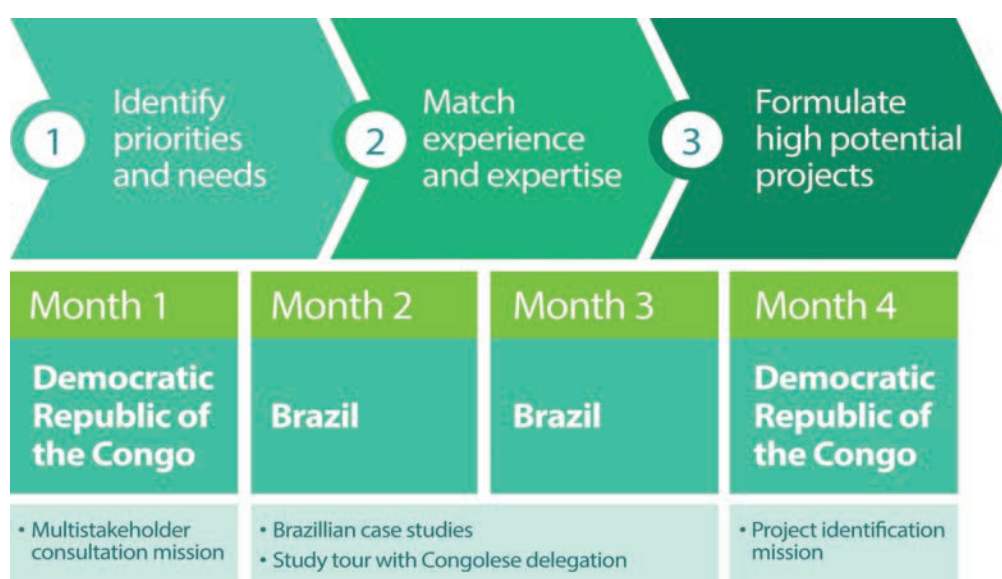 1
Identify
priorities
and needs
2
Match
experience
and expertise
3
Formulate
high potential
projects
Month 1
Month 2
Month 3
Month 4
Democratic
Republic of
the Congo
Brazil
Brazil
Democratic
Republic of
the Congo
• Multistakeholder
consultation mission
• Brazillian case studies
• Study tour with Congolese delegation
• Project identification
mission